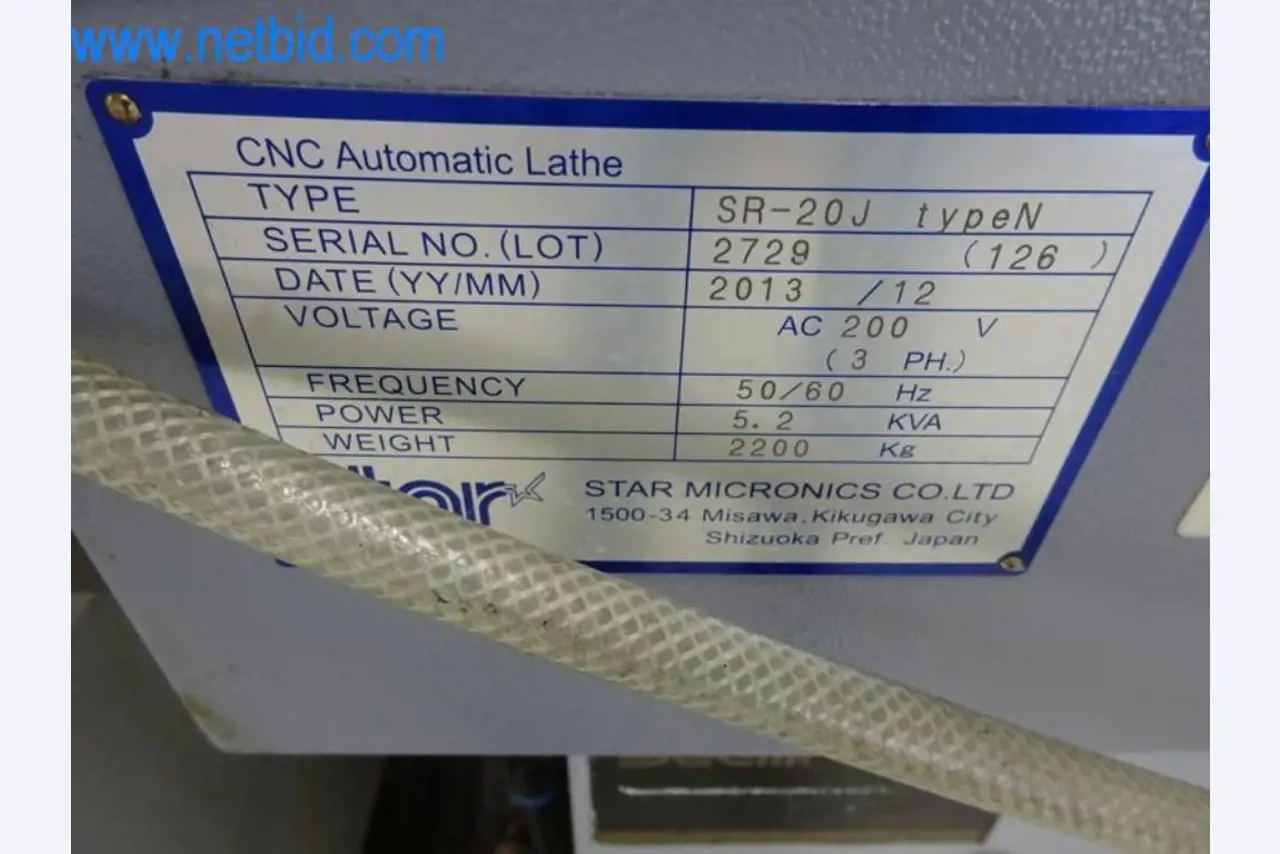 www.netbid.com
CNC Automatic Lathe
TYPE SR-20J typeN
SERIAL NO. (LOT) 2729 (126 )
DATE (YY/MM) 2013 /12
VOLTAGE AC 200 V
( 3 PH.)
FREQUENCY 50/60 Hz
POWER 5.2 KVA
WEIGHT 2200 Kg
STAR MICRONICS CO.LTD
1500-34 Misawa,Kikugawa City
Shizuoka Pref. Japan